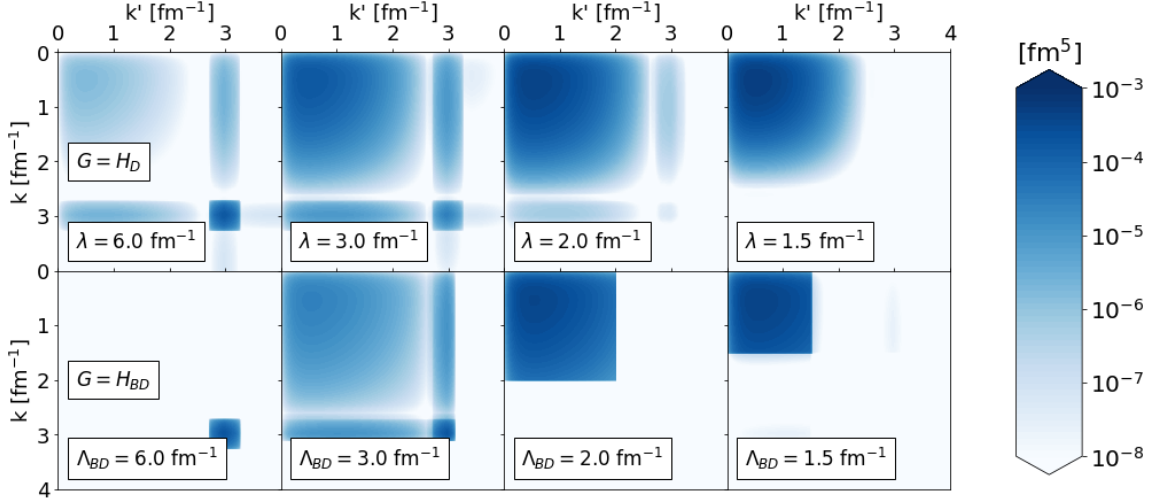 k' [fm⁻¹] k' [fm⁻¹] k' [fm⁻¹] k' [fm⁻¹]
0 1 2 3 0 1 2 3 0 1 2 3 0 1 2 3 4
[fm⁵]
0
1
2
3
0
k [fm⁻¹]
G = H_D
λ = 6.0 fm⁻¹
λ = 3.0 fm⁻¹
λ = 2.0 fm⁻¹
λ = 1.5 fm⁻¹
1
2
3
4
k [fm⁻¹]
G = H_BD
Λ_BD = 6.0 fm⁻¹
Λ_BD = 3.0 fm⁻¹
Λ_BD = 2.0 fm⁻¹
Λ_BD = 1.5 fm⁻¹
10⁻³
10⁻⁴
10⁻⁵
10⁻⁶
10⁻⁷
10⁻⁸